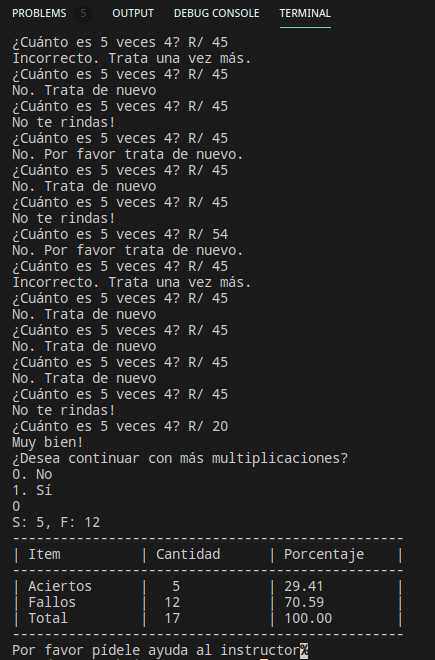 PROBLEMS 5 OUTPUT DEBUG CONSOLE TERMINAL
¿Cuánto es 5 veces 4? R/ 45
Incorrecto. Trata una vez más.
¿Cuánto es 5 veces 4? R/ 45
No. Trata de nuevo
¿Cuánto es 5 veces 4? R/ 45
No te rindas!
¿Cuánto es 5 veces 4? R/ 45
No. Por favor trata de nuevo.
¿Cuánto es 5 veces 4? R/ 45
No. Trata de nuevo
¿Cuánto es 5 veces 4? R/ 45
No te rindas!
¿Cuánto es 5 veces 4? R/ 54
No. Por favor trata de nuevo.
¿Cuánto es 5 veces 4? R/ 45
Incorrecto. Trata una vez más.
¿Cuánto es 5 veces 4? R/ 45
No. Trata de nuevo
¿Cuánto es 5 veces 4? R/ 45
No. Trata de nuevo
¿Cuánto es 5 veces 4? R/ 45
No. Trata de nuevo
¿Cuánto es 5 veces 4? R/ 45
No te rindas!
¿Cuánto es 5 veces 4? R/ 20
Muy bien!
¿Desea continuar con más multiplicaciones?
0. No
1. Sí
0
S: 5, F: 12
-------------------------------------------------
| Item | Cantidad | Porcentaje |
-------------------------------------------------
| Aciertos | 5 | 29.41 |
| Fallos | 12 | 70.59 |
| Total | 17 | 100.00 |
-------------------------------------------------
Por favor pídele ayuda al instructor%